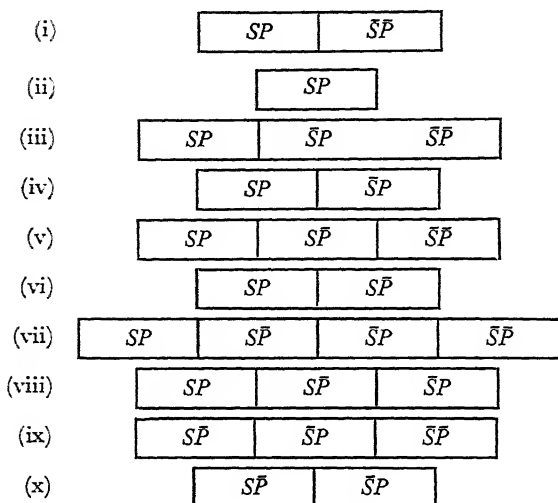 (i) SP S̄P̄
(ii) SP
(iii) SP S̄P S̄P̄
(iv) SP S̄P
(v) SP SP̄ S̄P̄
(vi) SP SP̄
(vii) SP SP̄ S̄P S̄P̄
(viii) SP SP̄ S̄P
(ix) SP̄ S̄P S̄P̄
(x) SP̄ S̄P